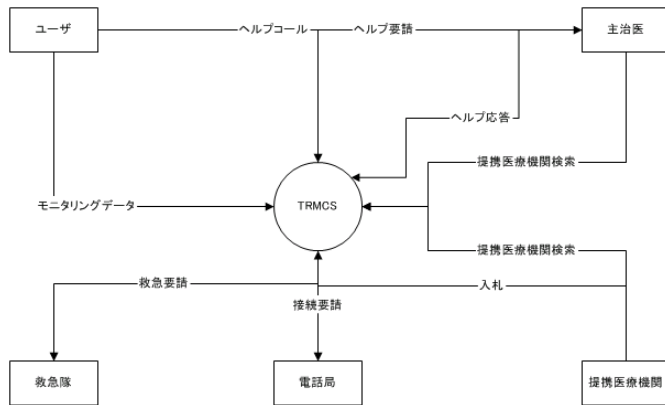 ユーザ
ヘルプコール
ヘルプ要請
主治医
ヘルプ応答
提携医療機関検索
TRMCS
モニタリングデータ
提携医療機関検索
救急要請
入札
接続要請
救急隊
電話局
提携医療機関